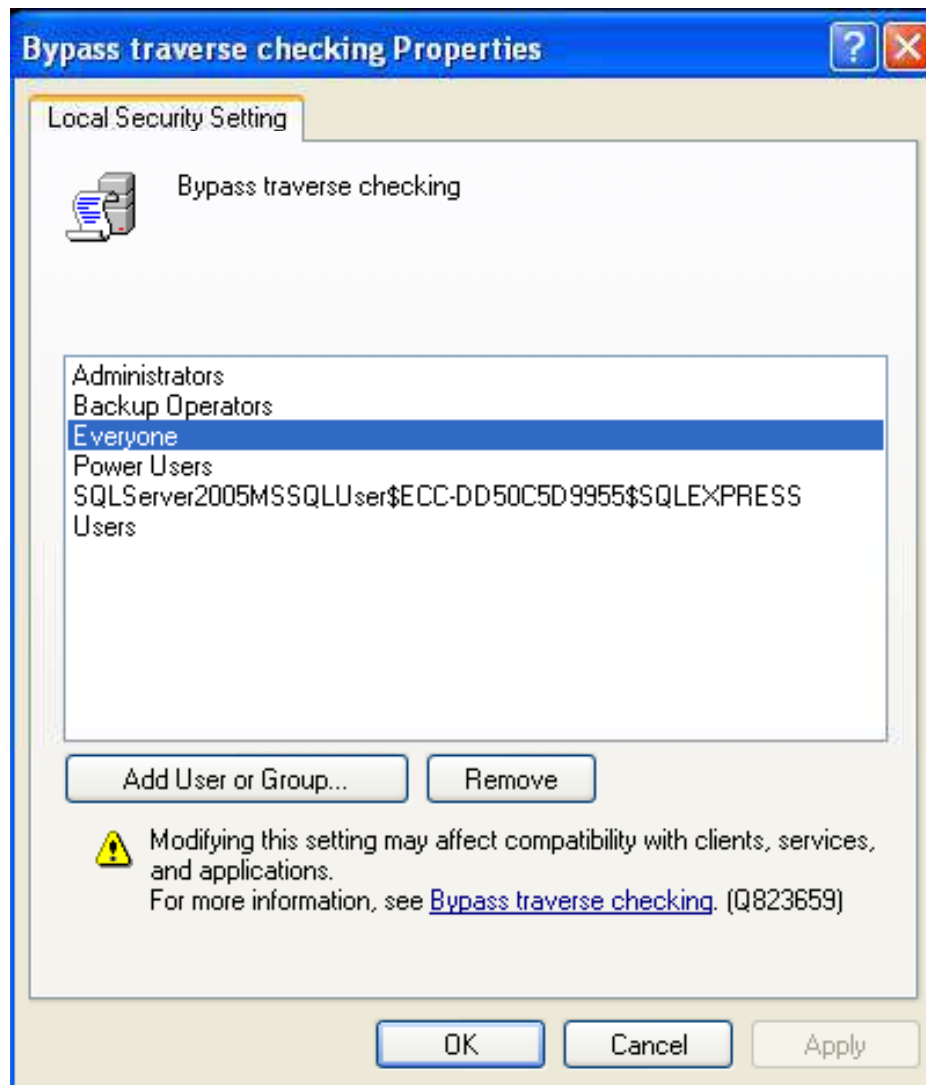 Bypass traverse checking Properties
Local Security Setting
Bypass traverse checking
Administrators
Backup Operators
Everyone
Power Users
SQLServer2005MSSQLUser$ECC-DD50C5D9955$SQLEXPRESS
Users
Add User or Group...
Remove
Modifying this setting may affect compatibility with clients, services,
and applications.
For more information, see Bypass traverse checking. (Q823659)
OK
Cancel
Apply